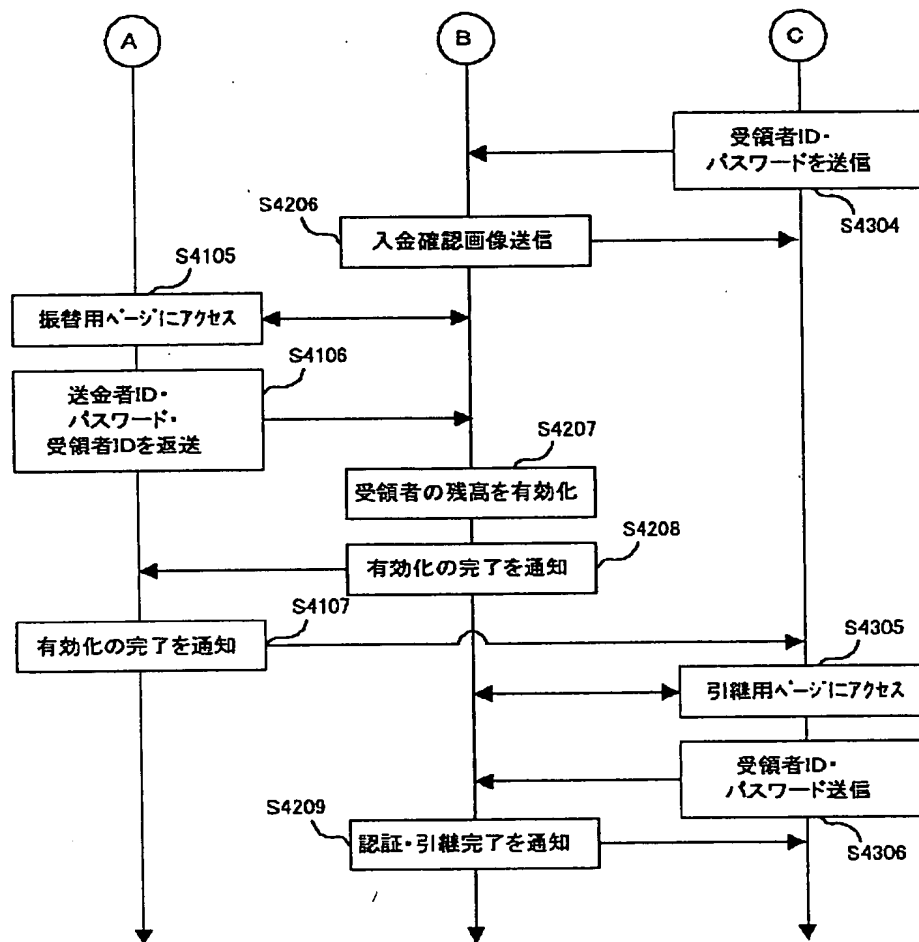 A
B
C
受領者ID・
パスワードを送信
S4304
S4206
入金確認画像送信
S4105
振替用ページにアクセス
S4106
送金者ID・
パスワード・
受領者IDを返送
S4207
受領者の残高を有効化
S4208
有効化の完了を通知
S4107
有効化の完了を通知
S4305
引継用ページにアクセス
受領者ID・
パスワード送信
S4306
S4209
認証・引継完了を通知